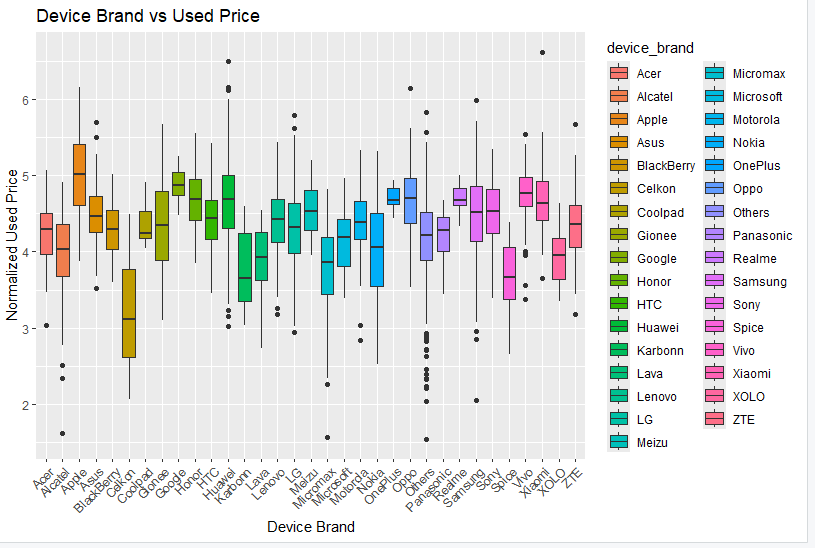 Device Brand vs Used Price
Normalized Used Price
6
5
4
3
2
Acer
Alcatel
Apple
Asus
BlackBerry
Celkon
Coolpad
Gionee
Google
Honor
HTC
Huawei
Karbonn
Lava
Lenovo
LG
Meizu
Micromax
Microsoft
Motorola
Nokia
OnePlus
Oppo
Others
Panasonic
Realme
Samsung
Sony
Spice
Vivo
Xiaomi
XOLO
ZTE
Device Brand
device_brand
Acer
Alcatel
Apple
Asus
BlackBerry
Celkon
Coolpad
Gionee
Google
Honor
HTC
Huawei
Karbonn
Lava
Lenovo
LG
Meizu
Micromax
Microsoft
Motorola
Nokia
OnePlus
Oppo
Others
Panasonic
Realme
Samsung
Sony
Spice
Vivo
Xiaomi
XOLO
ZTE